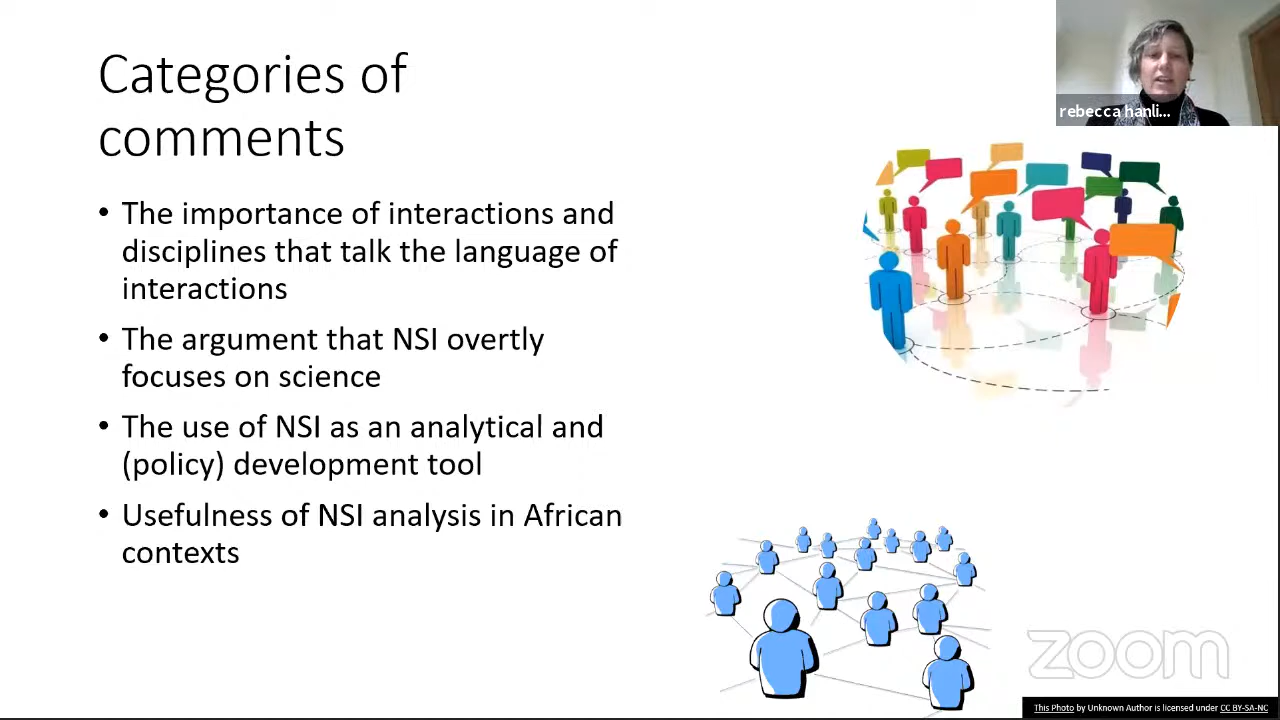 Categories of
comments
rebecca hanli...
• The importance of interactions and
disciplines that talk the language of
interactions
• The argument that NSI overtly
focuses on science
• The use of NSI as an analytical and
(policy) development tool
• Usefulness of NSI analysis in African
contexts
zoom
This Photo by Unknown Author is licensed under CC BY-SA-NC